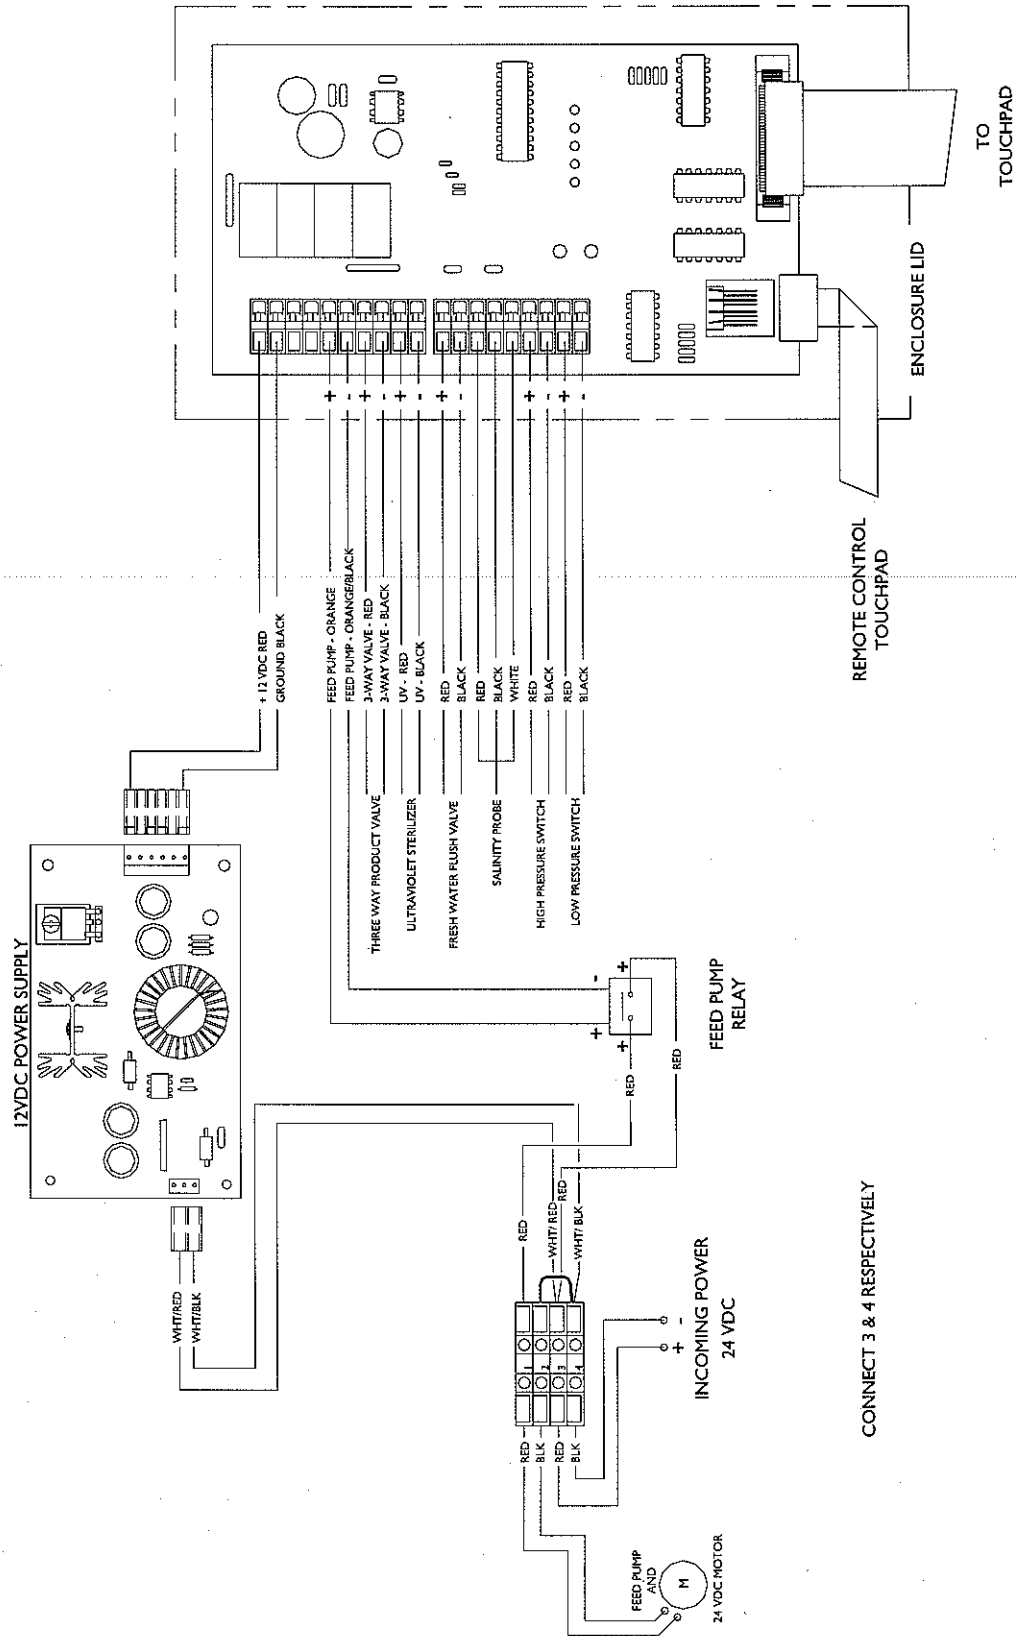 12VDC POWER SUPPLY
WHT/RED
WHT/BLK
+ 12 VDC RED
GROUND BLACK
FEED PUMP - ORANGE
FEED PUMP - ORANGE/BLACK
3-WAY VALVE - RED
3-WAY VALVE - BLACK
UV - RED
UV - BLACK
RED
BLACK
RED
BLACK
WHITE
RED
BLACK
RED
BLACK
+
-
+
-
+
-
+
-
+
-
+
-
THREE WAY PRODUCT VALVE
ULTRAVIOLET STERILIZER
FRESH WATER FLUSH VALVE
SALINITY PROBE
HIGH PRESSURE SWITCH
LOW PRESSURE SWITCH
ENCLOSURE LID
TO
TOUCHPAD
REMOTE CONTROL
TOUCHPAD
+
-
+
+
RED
RED
FEED PUMP
RELAY
RED
WHT/ RED
RED
WHT/ BLK
1
2
3
4
RED
BLK
RED
BLK
+
-
INCOMING POWER
24 VDC
FEED PUMP
AND
M
24 VDC MOTOR
CONNECT 3 & 4 RESPECTIVELY